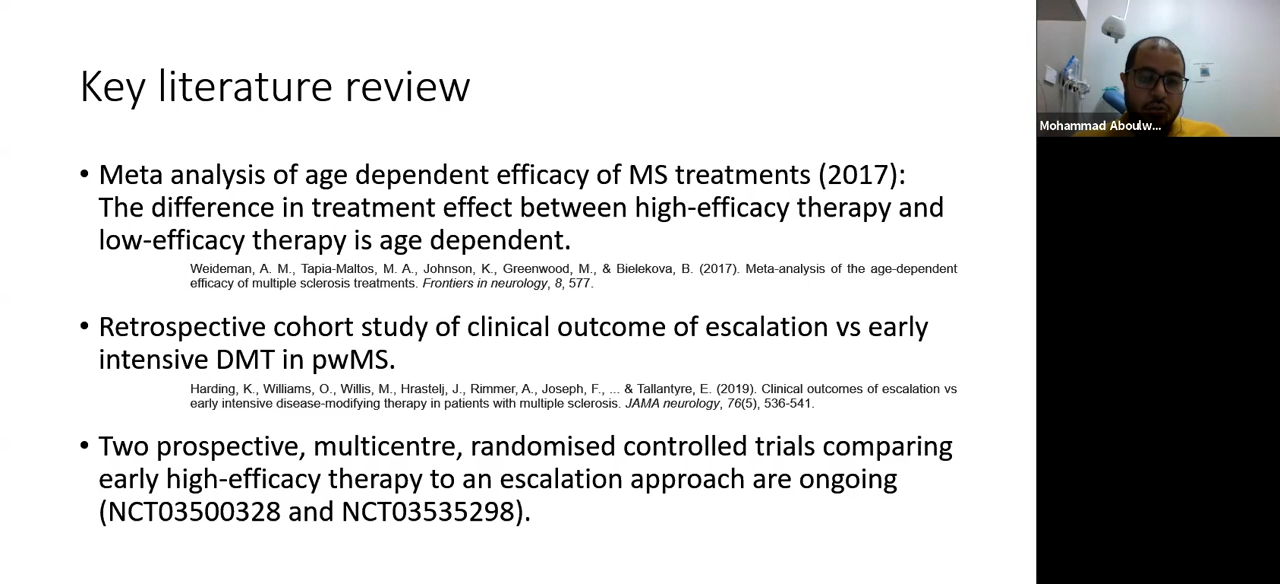 Key literature review
• Meta analysis of age dependent efficacy of MS treatments (2017):
The difference in treatment effect between high-efficacy therapy and
low-efficacy therapy is age dependent.
Weideman, A. M., Tapia-Maltos, M. A., Johnson, K., Greenwood, M., & Bielekova, B. (2017). Meta-analysis of the age-dependent
efficacy of multiple sclerosis treatments. Frontiers in neurology, 8, 577.
• Retrospective cohort study of clinical outcome of escalation vs early
intensive DMT in pwMS.
Harding, K., Williams, O., Willis, M., Hrastelj, J., Rimmer, A., Joseph, F., ... & Tallantyre, E. (2019). Clinical outcomes of escalation vs
early intensive disease-modifying therapy in patients with multiple sclerosis. JAMA neurology, 76(5), 536-541.
• Two prospective, multicentre, randomised controlled trials comparing
early high-efficacy therapy to an escalation approach are ongoing
(NCT03500328 and NCT03535298).
Mohammad Aboulw...